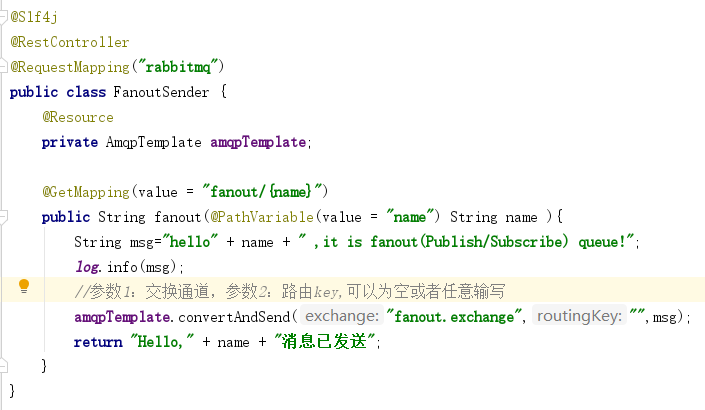 @Slf4j
@RestController
@RequestMapping("rabbitmq")
public class FanoutSender {
@Resource
private AmqpTemplate amqpTemplate;
@GetMapping(value = "fanout/{name}")
public String fanout(@PathVariable(value = "name") String name ){
String msg="hello" + name + " ,it is fanout(Publish/Subscribe) queue!";
log.info(msg);
//参数1: 交换通道, 参数2: 路由key,可以为空或者任意输写
amqpTemplate.convertAndSend( exchange: "fanout.exchange", routingKey: "",msg);
return "Hello," + name + "消息已发送";
}
}